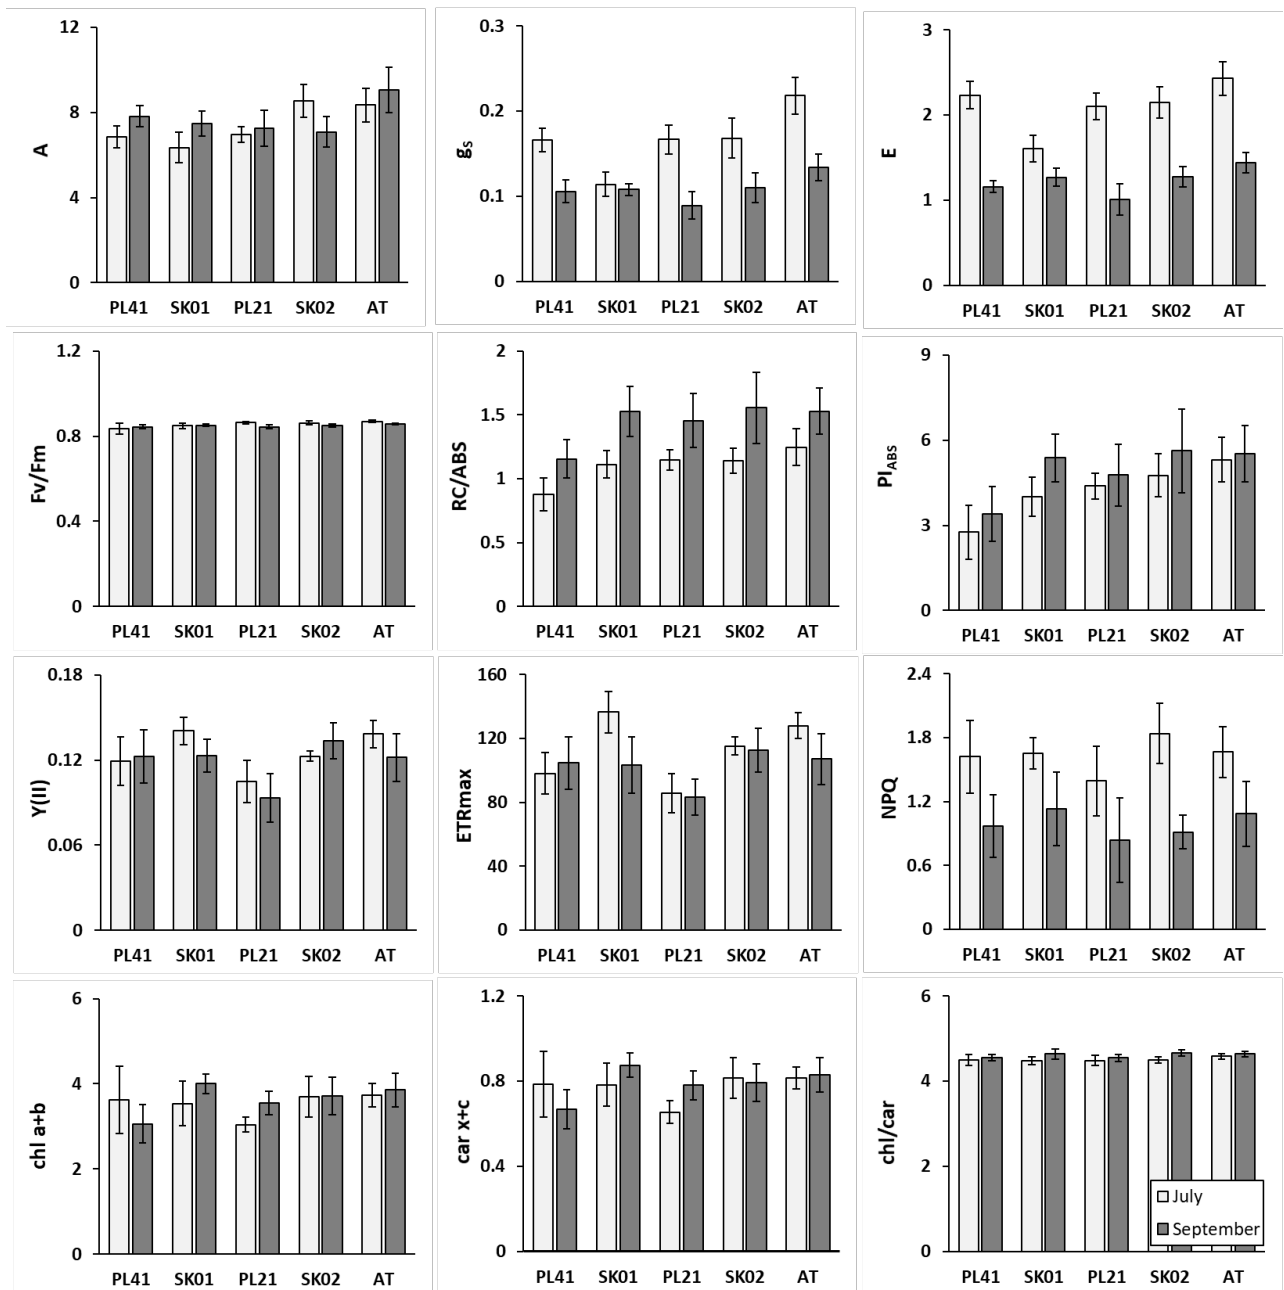 12
8
4
0
A
PL41 SK01 PL21 SK02 AT
0.3
0.2
0.1
0
gs
PL41 SK01 PL21 SK02 AT
3
2
1
0
E
PL41 SK01 PL21 SK02 AT
1.2
0.8
0.4
0
Fv/Fm
PL41 SK01 PL21 SK02 AT
2
1.5
1
0.5
0
RC/ABS
PL41 SK01 PL21 SK02 AT
9
6
3
0
PIABS
PL41 SK01 PL21 SK02 AT
0.18
0.12
0.06
0
Y(II)
PL41 SK01 PL21 SK02 AT
160
120
80
40
0
ETRmax
PL41 SK01 PL21 SK02 AT
2.4
1.8
1.2
0.6
0
NPQ
PL41 SK01 PL21 SK02 AT
6
4
2
0
chl a+b
PL41 SK01 PL21 SK02 AT
1.2
0.8
0.4
0
car x+c
PL41 SK01 PL21 SK02 AT
6
4
2
0
chl/car
July
September
PL41 SK01 PL21 SK02 AT